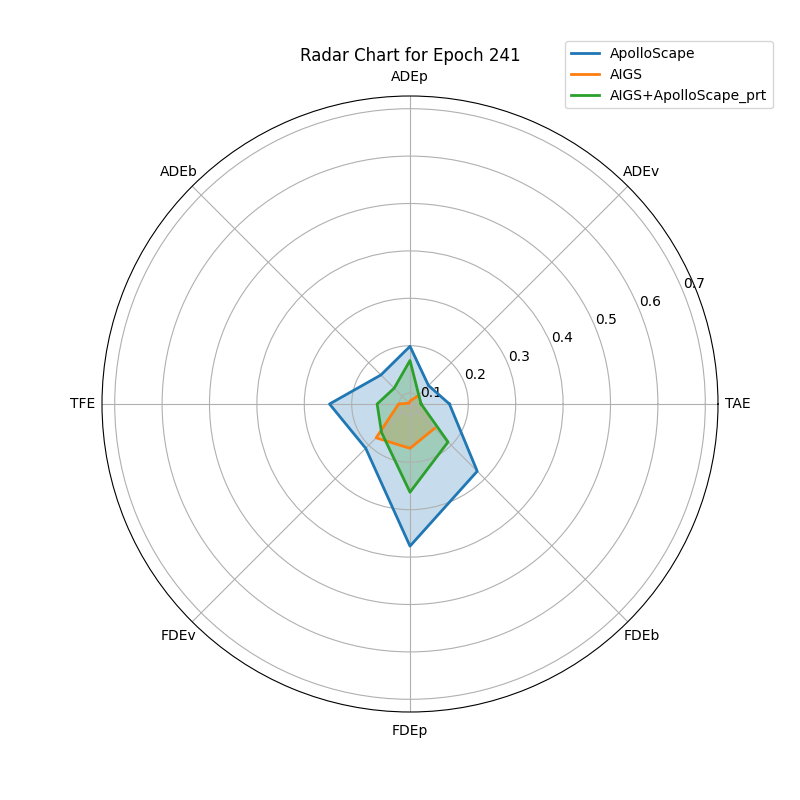 Radar Chart for Epoch 241
ApolloScape
AIGS
AIGS+ApolloScape_prt
ADEp
ADEb
ADEv
0.7
0.6
0.5
0.4
0.3
0.2
0.1
TFE
TAE
FDEv
FDEb
FDEp